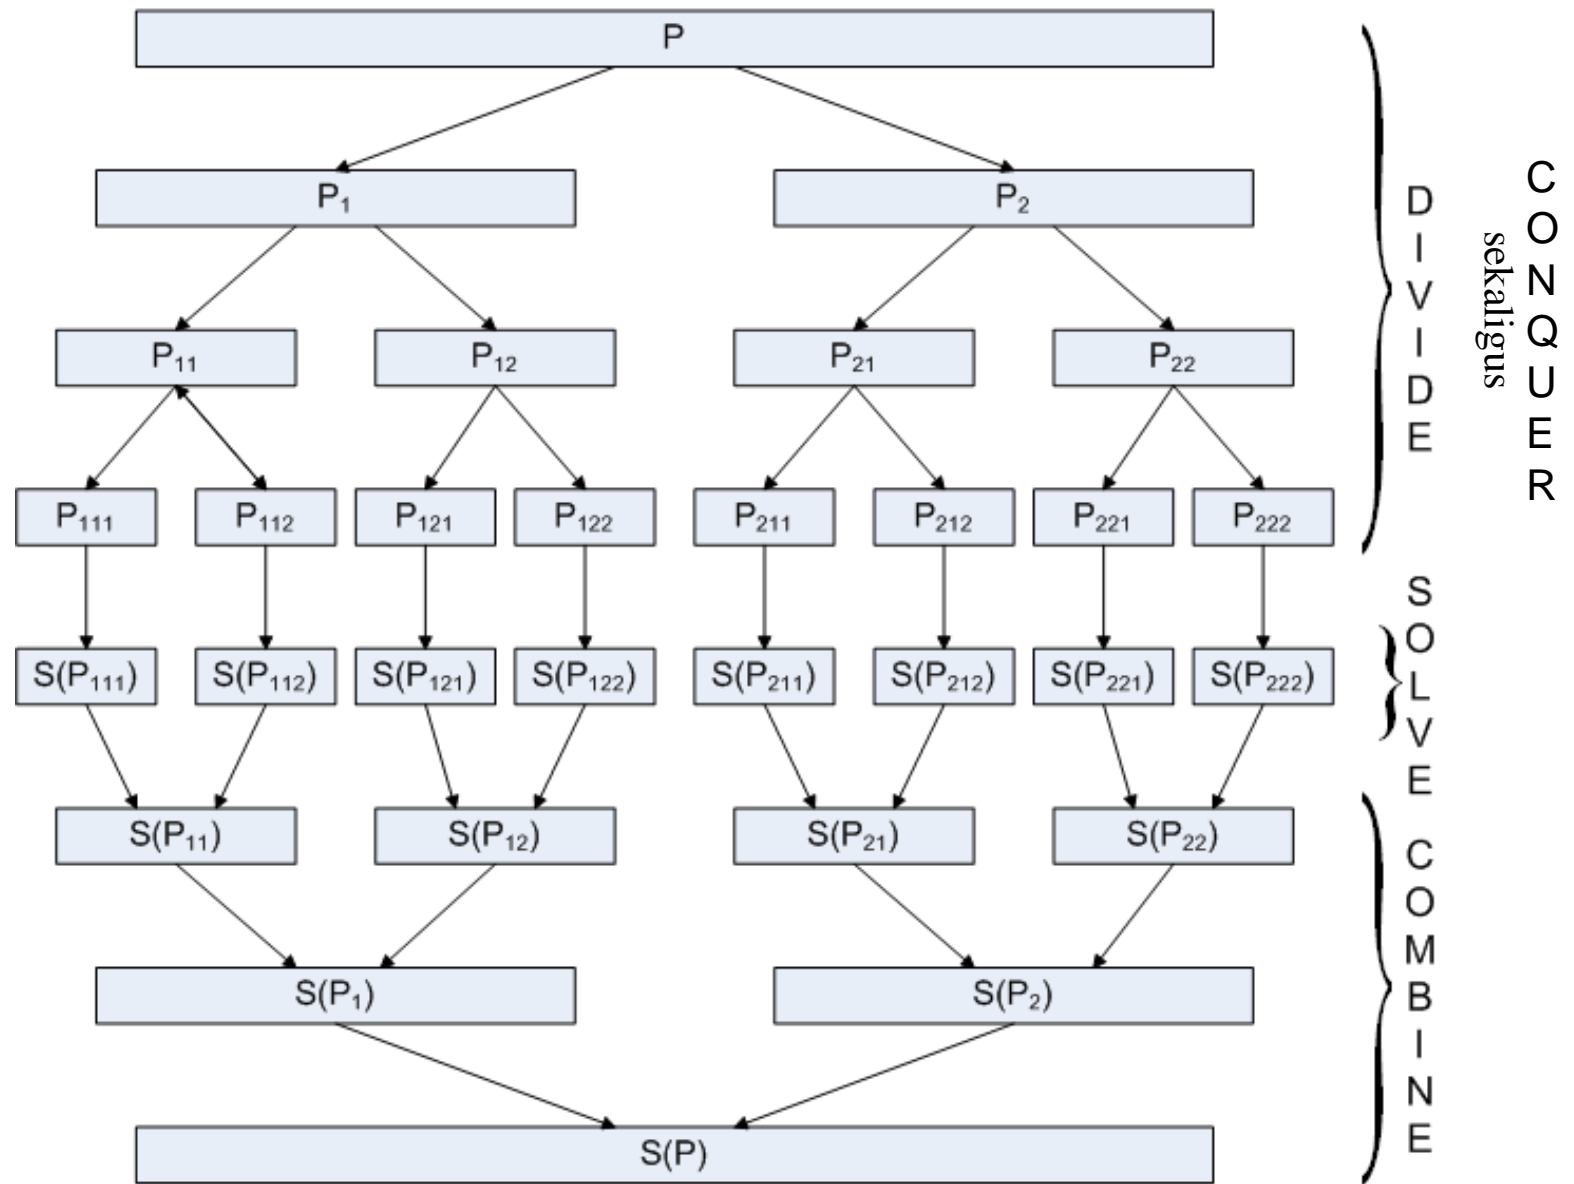 P
P₁ P₂
P₁₁ P₁₂ P₂₁ P₂₂
P₁₁₁ P₁₁₂ P₁₂₁ P₁₂₂ P₂₁₁ P₂₁₂ P₂₂₁ P₂₂₂
S(P₁₁₁) S(P₁₁₂) S(P₁₂₁) S(P₁₂₂) S(P₂₁₁) S(P₂₁₂) S(P₂₂₁) S(P₂₂₂)
S(P₁₁) S(P₁₂) S(P₂₁) S(P₂₂)
S(P₁) S(P₂)
S(P)
DIVIDE
sekaligus
CONQUER
SOLVE
COMBINE